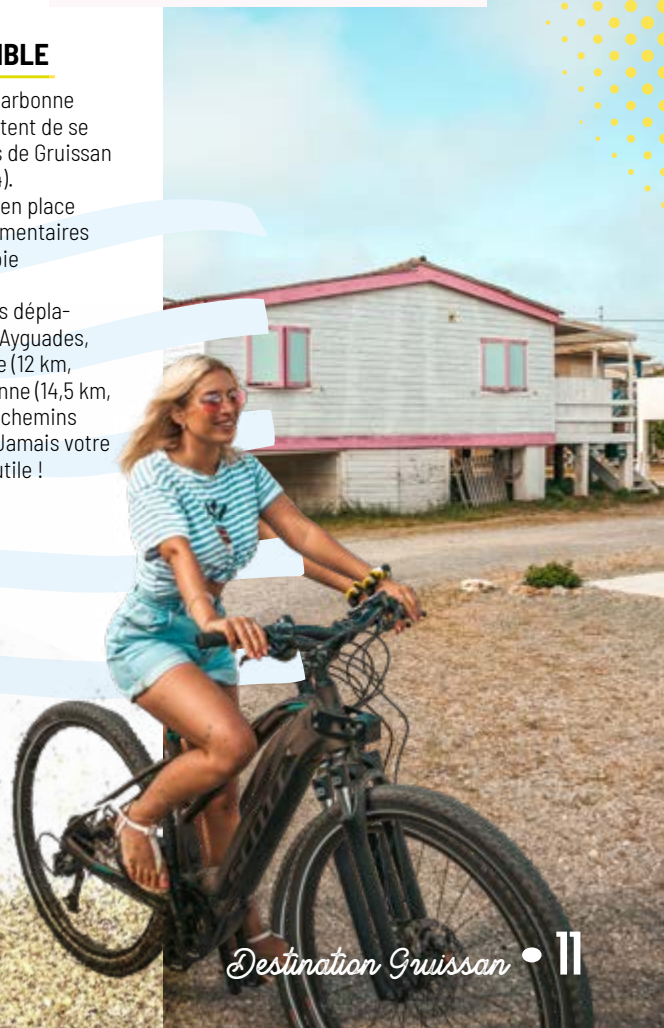 IBLE
arbonne
tent de se
s de Gruissan
).
en place
mentaires
oie
s dépla-
Ayguades,
e (12 km,
nne (14,5 km,
chemins
Jamais votre
utile !
Destination Gruissan • 11